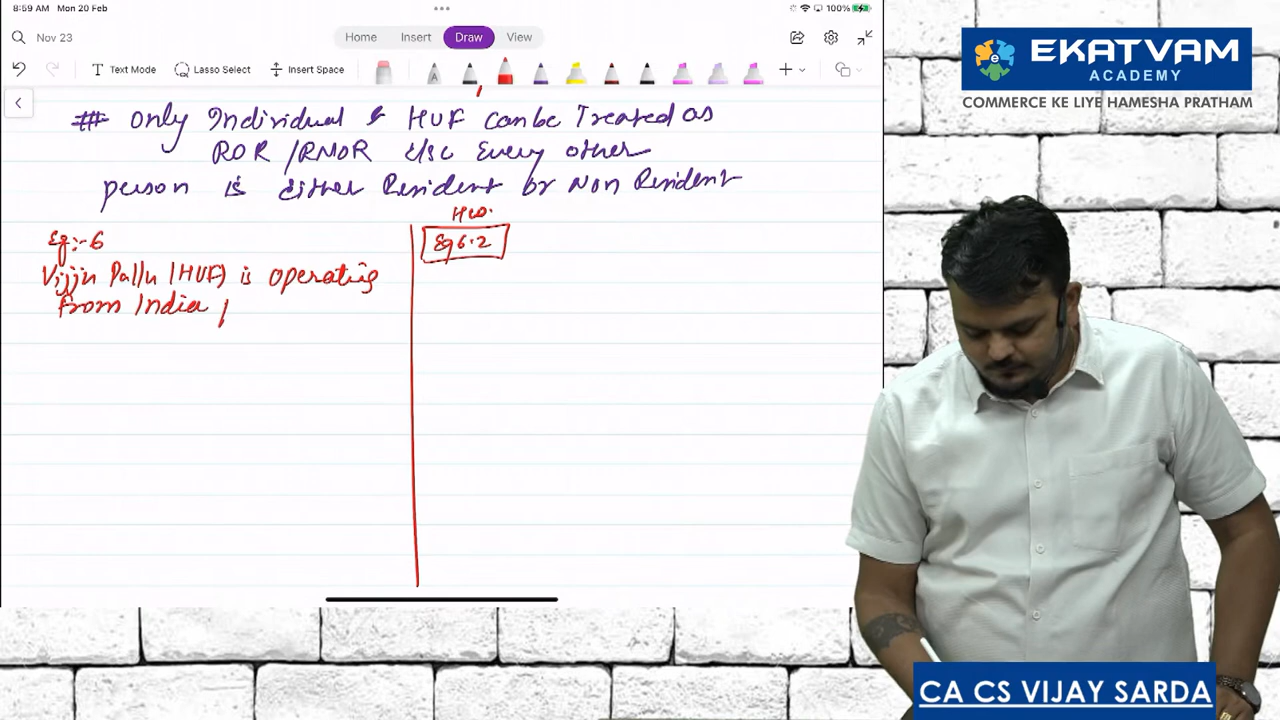 8:59 AM Mon 20 Feb
100%
Nov 23
Home Insert Draw View
Text Mode Lasso Select Insert Space
# Only Individual & HUF can be Treated as
ROR / RNOR else Every other
person is either Resident or Non Resident
H.W.
Eg :- 6
Eg 6.2
Vijju Pallu (HUF) is operating
from India
EKATVAM
ACADEMY
COMMERCE KE LIYE HAMESHA PRATHAM
CA CS VIJAY SARDA